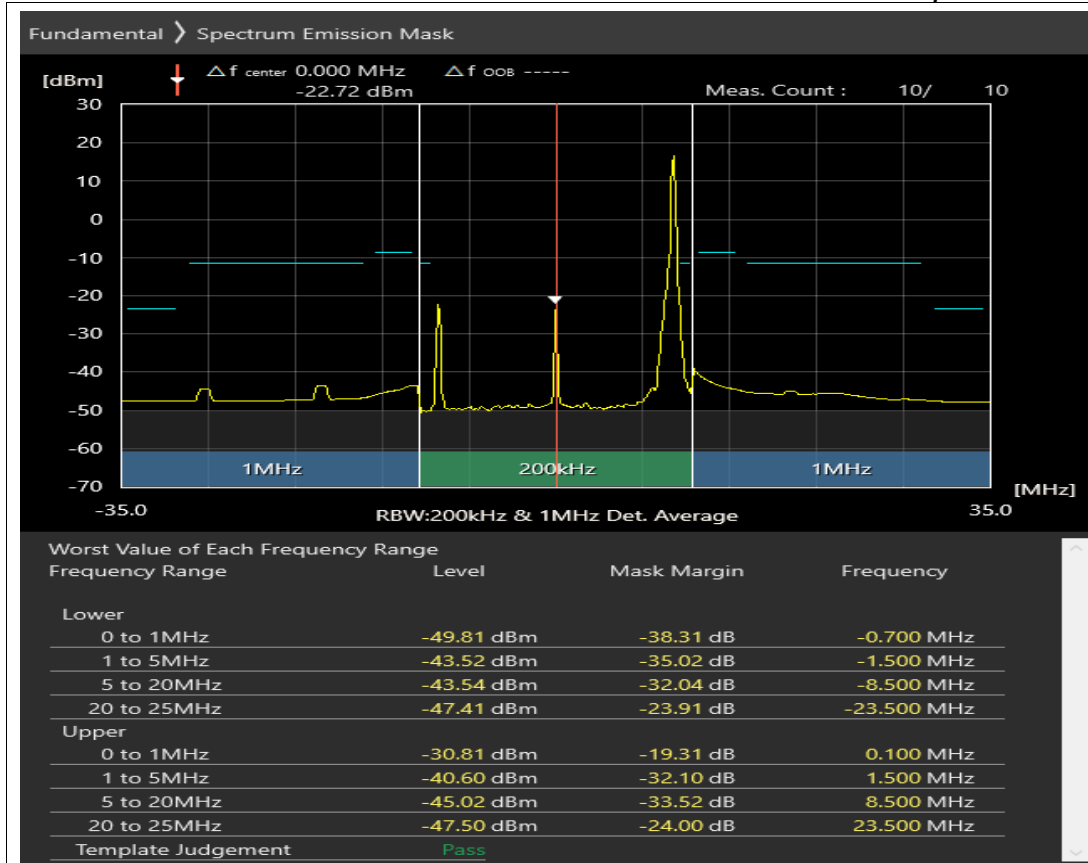 Fundamental 》 Spectrum Emission Mask
[dBm] △f center 0.000 MHz △f OOB -----
-22.72 dBm Meas. Count : 10/ 10
30
20
10
0
-10
-20
-30
-40
-50
-60
-70
1MHz 200kHz 1MHz
[MHz]
-35.0 RBW:200kHz & 1MHz Det. Average 35.0
Worst Value of Each Frequency Range
Frequency Range Level Mask Margin Frequency
Lower
0 to 1MHz -49.81 dBm -38.31 dB -0.700 MHz
1 to 5MHz -43.52 dBm -35.02 dB -1.500 MHz
5 to 20MHz -43.54 dBm -32.04 dB -8.500 MHz
20 to 25MHz -47.41 dBm -23.91 dB -23.500 MHz
Upper
0 to 1MHz -30.81 dBm -19.31 dB 0.100 MHz
1 to 5MHz -40.60 dBm -32.10 dB 1.500 MHz
5 to 20MHz -45.02 dBm -33.52 dB 8.500 MHz
20 to 25MHz -47.50 dBm -24.00 dB 23.500 MHz
Template Judgement Pass